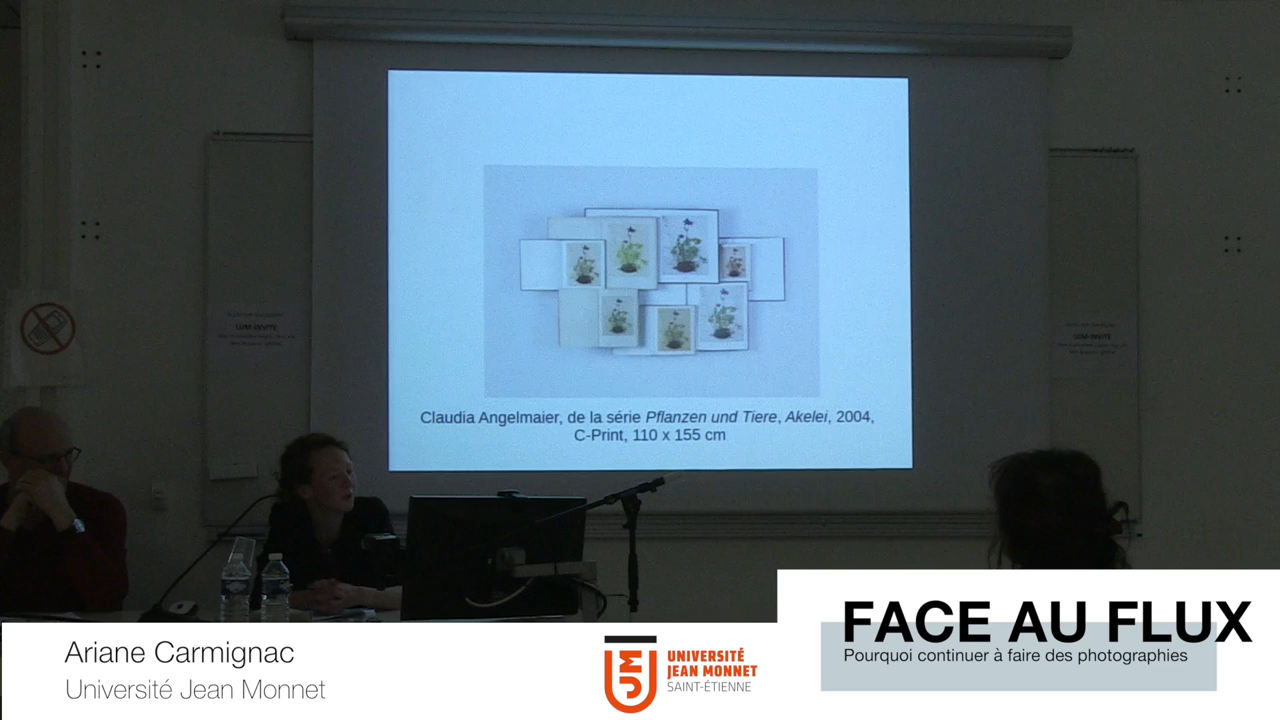 Claudia Angelmaier, de la série Pflanzen und Tiere, Akelei, 2004,
C-Print, 110 x 155 cm
Ariane Carmignac
Université Jean Monnet
UNIVERSITÉ
JEAN MONNET
SAINT-ÉTIENNE
FACE AU FLUX
Pourquoi continuer à faire des photographies